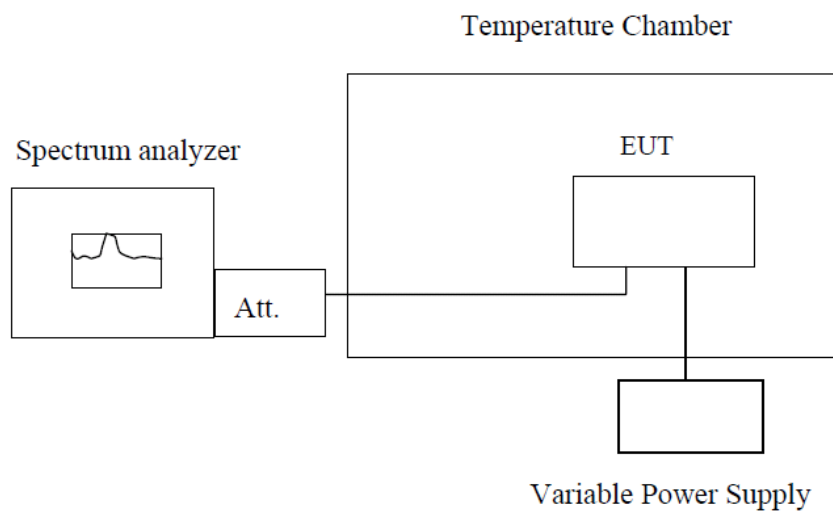 Temperature Chamber
Spectrum analyzer
EUT
Att.
Variable Power Supply